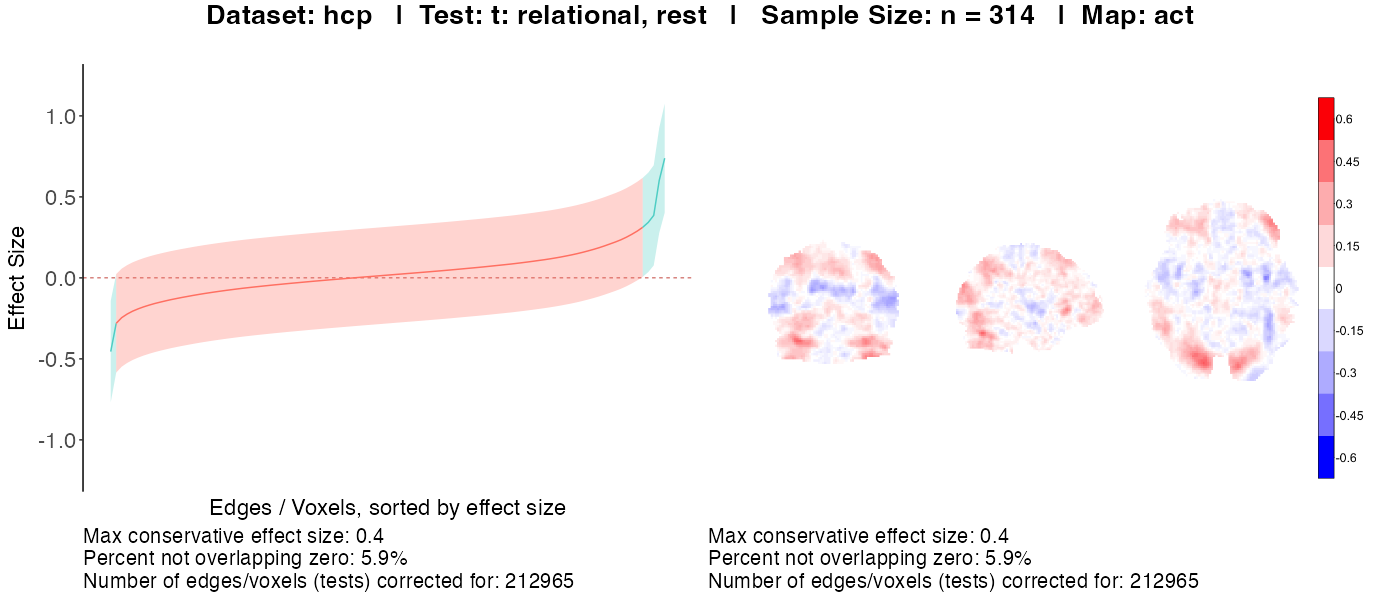 Dataset: hcp | Test: t: relational, rest | Sample Size: n = 314 | Map: act
1.0
0.5
0.0
-0.5
-1.0
Effect Size
Edges / Voxels, sorted by effect size
Max conservative effect size: 0.4
Percent not overlapping zero: 5.9%
Number of edges/voxels (tests) corrected for: 212965
0.6
0.45
0.3
0.15
0
-0.15
-0.3
-0.45
-0.6
Max conservative effect size: 0.4
Percent not overlapping zero: 5.9%
Number of edges/voxels (tests) corrected for: 212965